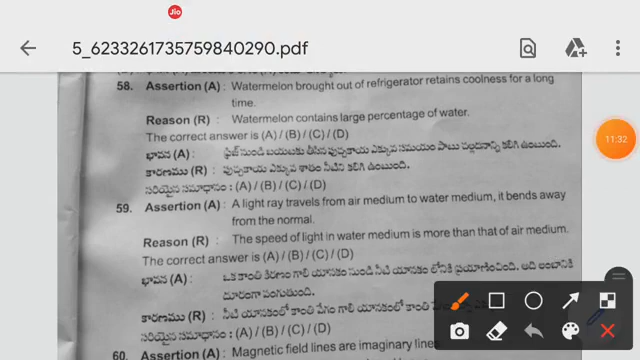 Jio
5_6233261735759840290.pdf
58. Assertion (A) : Watermelon brought out of refrigerator retains coolness for a long
time.
Reason (R) : Watermelon contains large percentage of water.
The correct answer is (A) / (B) / (C) / (D)
భావన (A) : ఫ్రిజ్ నుండి బయటకు తీసిన పుచ్చకాయ ఎక్కువ సమయం పాటు చల్లదనాన్ని కలిగి ఉంటుంది.
కారణము (R) : పుచ్చకాయ ఎక్కువ శాతం నీటిని కలిగి ఉంటుంది.
సరియైన సమాధానం : (A) / (B) / (C) / (D)
11:32
59. Assertion (A) : A light ray travels from air medium to water medium, it bends away
from the normal.
Reason (R) : The speed of light in water medium is more than that of air medium.
The correct answer is (A) / (B) / (C) / (D)
భావన (A) : ఒక కాంతి కిరణం గాలి యానకం నుండి నీటి యానకం లోనికి ప్రయాణించింది. అది లంబానికి
దూరంగా వంగుతుంది.
కారణము (R) : నీటి యానకంలో కాంతి వేగం గాలి యానకంలో కాంతి
సరియైన సమాధానం : (A) / (B) / (C) / (D)
60. Assertion (A) : Magnetic field lines are imaginary lines.